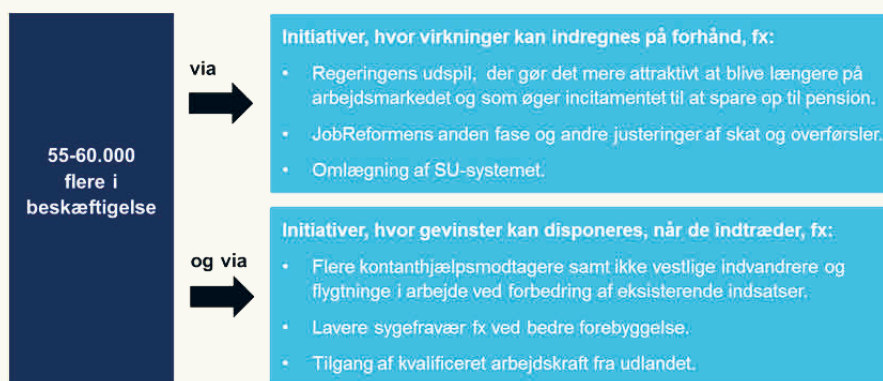 55-60.000
flere i
beskæftigelse
via
Initiativer, hvor virkninger kan indregnes på forhånd, fx:
• Regeringens udspil, der gør det mere attraktivt at blive længere på
arbejdsmarkedet og som øger incitamentet til at spare op til pension.
• JobReformens anden fase og andre justeringer af skat og overførsler.
• Omlægning af SU-systemet.
og via
Initiativer, hvor gevinster kan disponeres, når de indtræder, fx:
• Flere kontanthjælpsmodtagere samt ikke vestlige indvandrere og
flygtninge i arbejde ved forbedring af eksisterende indsatser.
• Lavere sygefravær fx ved bedre forebyggelse.
• Tilgang af kvalificeret arbejdskraft fra udlandet.